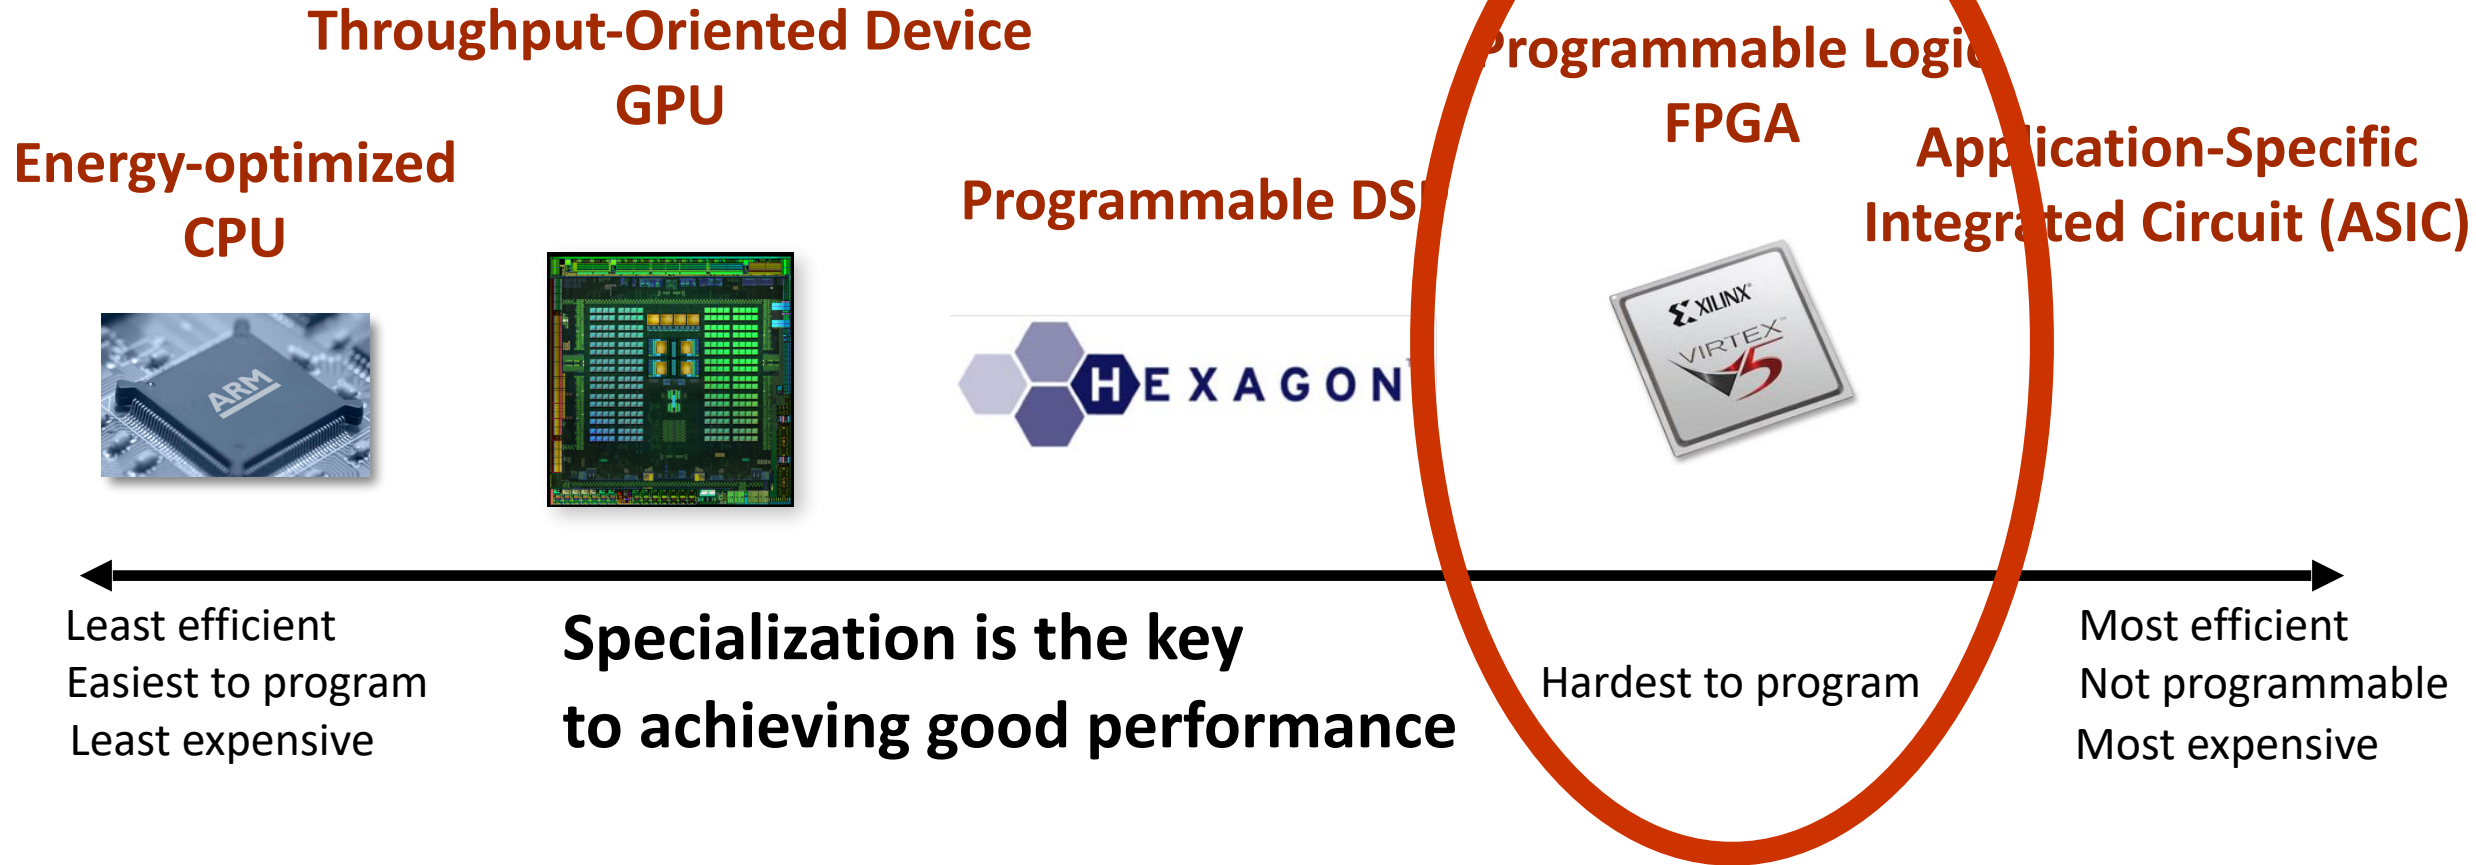 Throughput-Oriented Device
GPU
Programmable Logic
FPGA
Energy-optimized
CPU
Programmable DSP
Application-Specific
Integrated Circuit (ASIC)
ARM
HEXAGON
XILINX
VIRTEX™
5
Least efficient
Easiest to program
Least expensive
Specialization is the key
to achieving good performance
Hardest to program
Most efficient
Not programmable
Most expensive